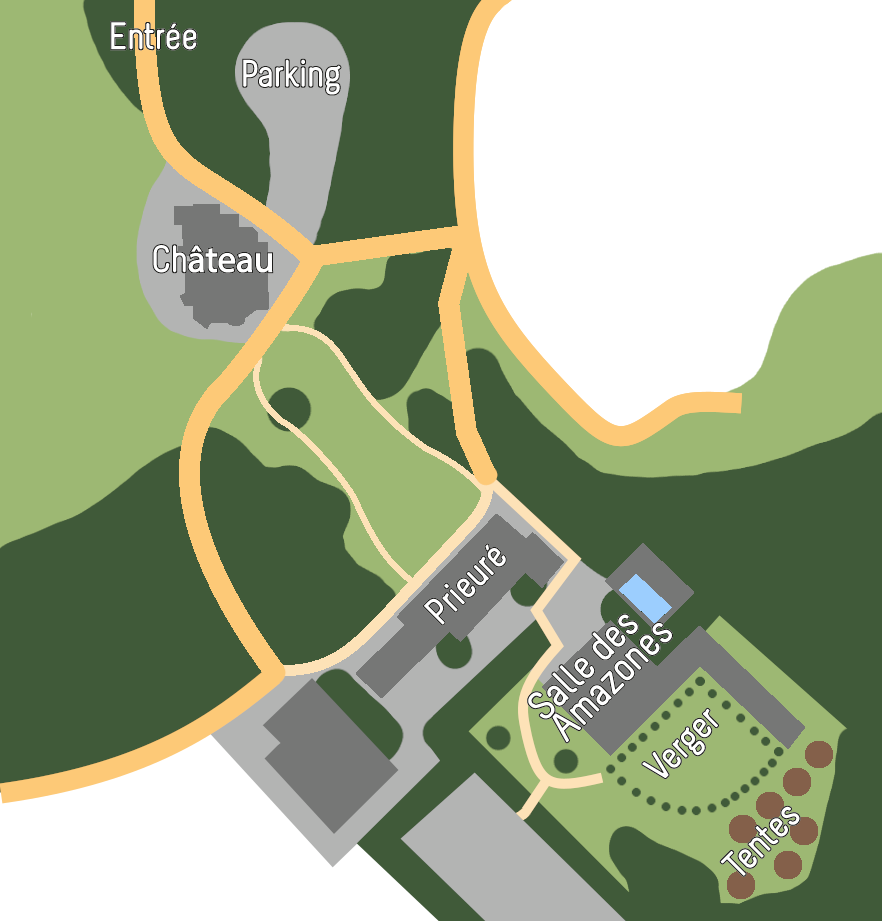 Entrée
Parking
Château
Prieuré
Salle des
Amazones
Verger
Tentes